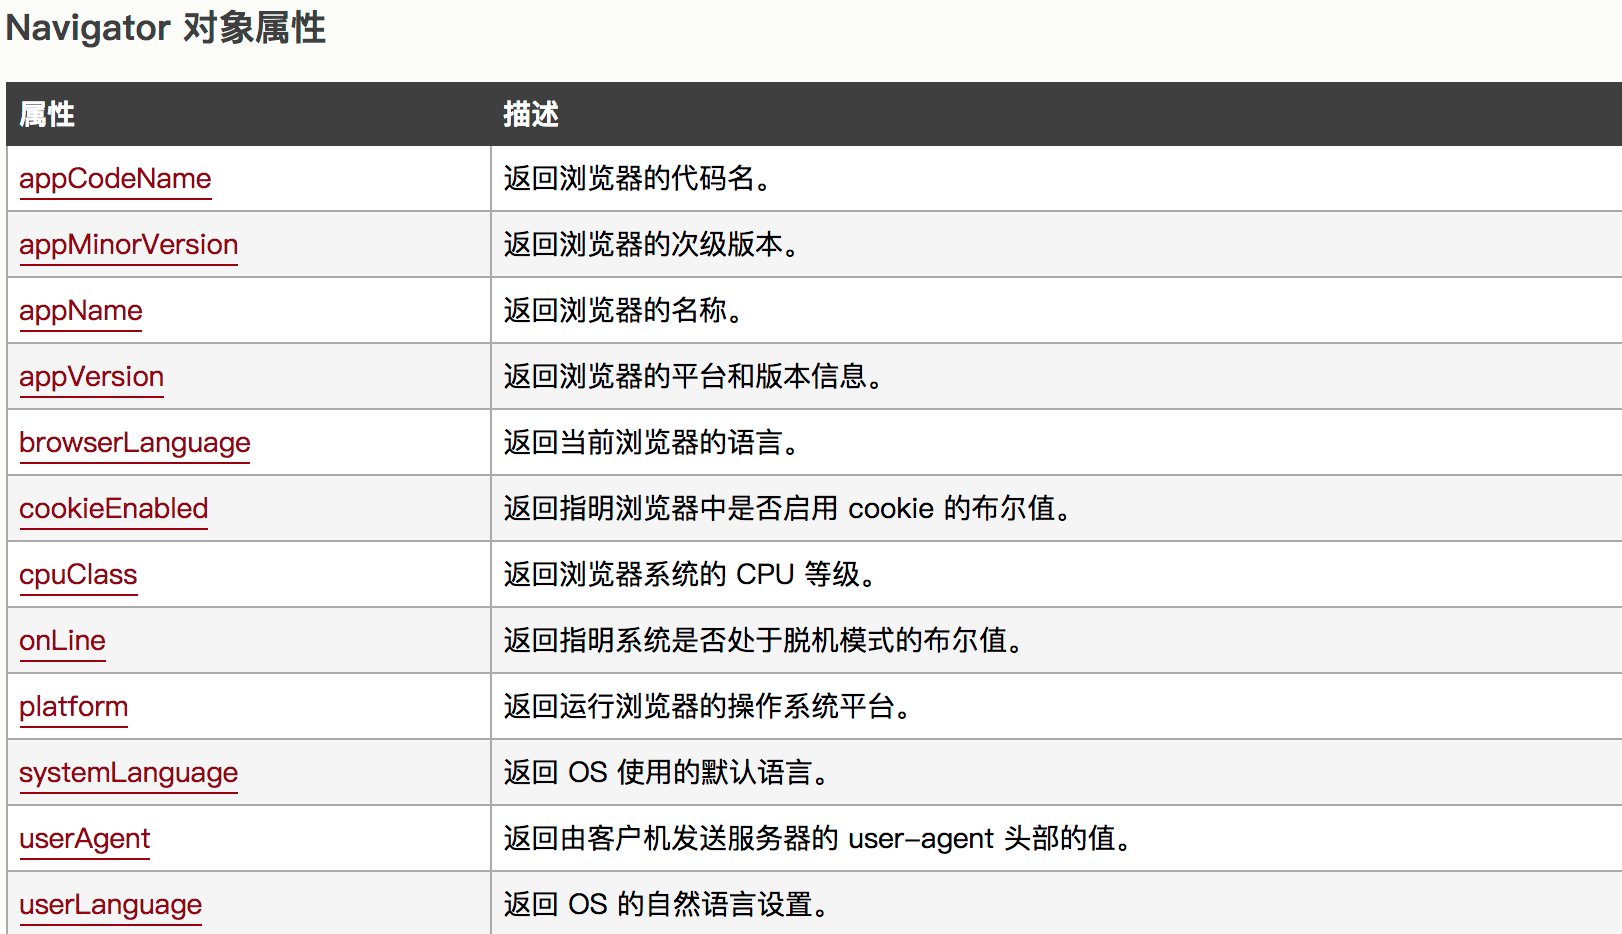 Navigator 对象属性
属性 描述
appCodeName 返回浏览器的代码名。
appMinorVersion 返回浏览器的次级版本。
appName 返回浏览器的名称。
appVersion 返回浏览器的平台和版本信息。
browserLanguage 返回当前浏览器的语言。
cookieEnabled 返回指明浏览器中是否启用 cookie 的布尔值。
cpuClass 返回浏览器系统的 CPU 等级。
onLine 返回指明系统是否处于脱机模式的布尔值。
platform 返回运行浏览器的操作系统平台。
systemLanguage 返回 OS 使用的默认语言。
userAgent 返回由客户机发送服务器的 user-agent 头部的值。
userLanguage 返回 OS 的自然语言设置。